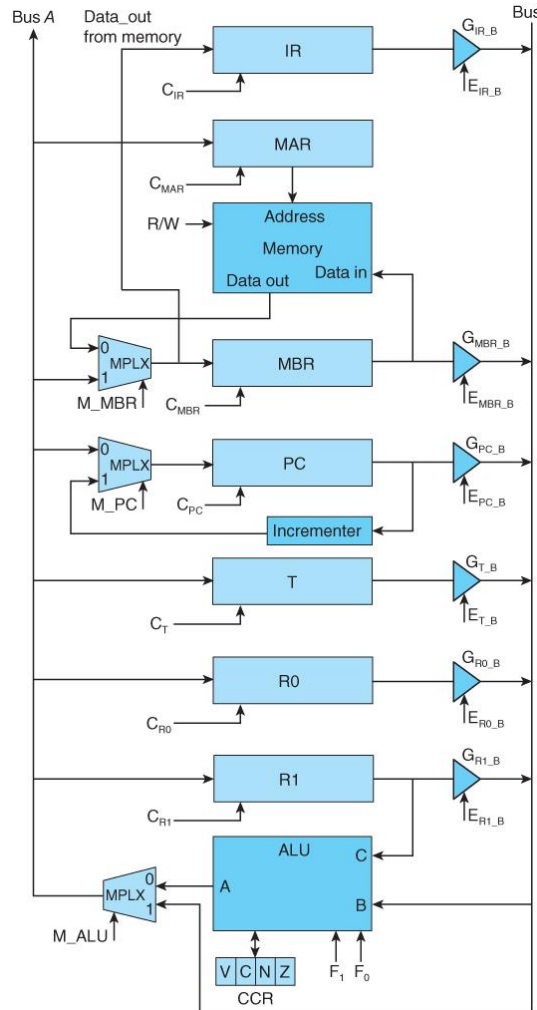 Bus A
Data_out
from memory
Bus
IR
G_IR_B
C_IR
E_IR_B
MAR
C_MAR
R/W
Address
Memory
Data in
Data out
0
MPLX
1
M_MBR
MBR
C_MBR
G_MBR_B
E_MBR_B
0
MPLX
1
M_PC
PC
C_PC
G_PC_B
E_PC_B
Incrementer
T
C_T
G_T_B
E_T_B
R0
C_R0
G_R0_B
E_R0_B
R1
C_R1
G_R1_B
E_R1_B
ALU
C
A
B
0
MPLX
1
M_ALU
V C N Z
CCR
F1 F0